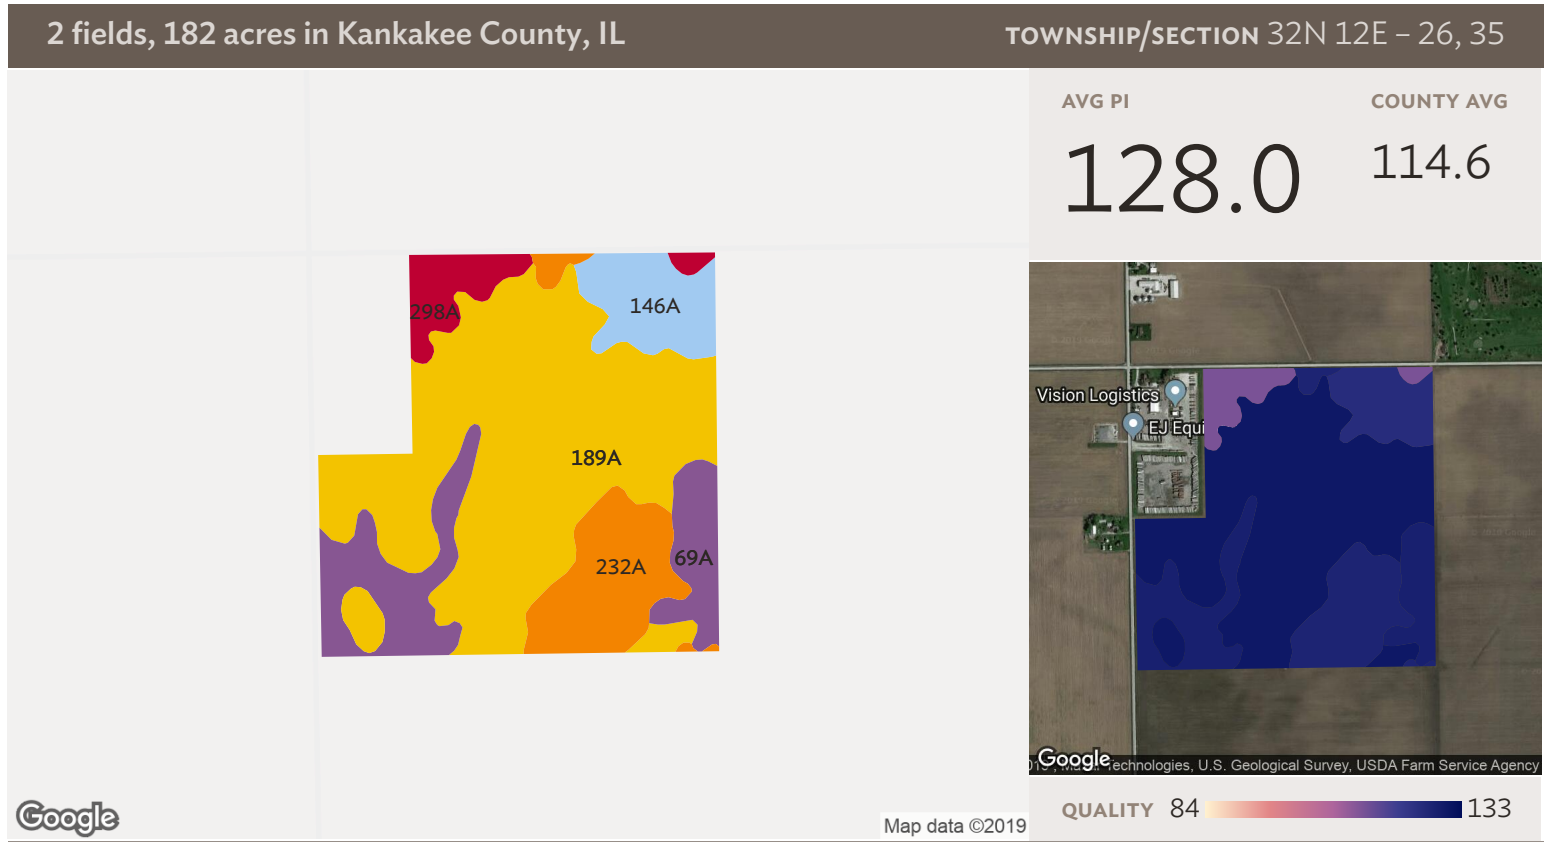 2 fields, 182 acres in Kankakee County, IL
TOWNSHIP/SECTION 32N 12E – 26, 35
AVG PI
128.0
COUNTY AVG
114.6
298A
146A
189A
232A
69A
Google
Map data ©2019
Vision Logistics
EJ Equi
Google
Technologies, U.S. Geological Survey, USDA Farm Service Agency
QUALITY 84 133